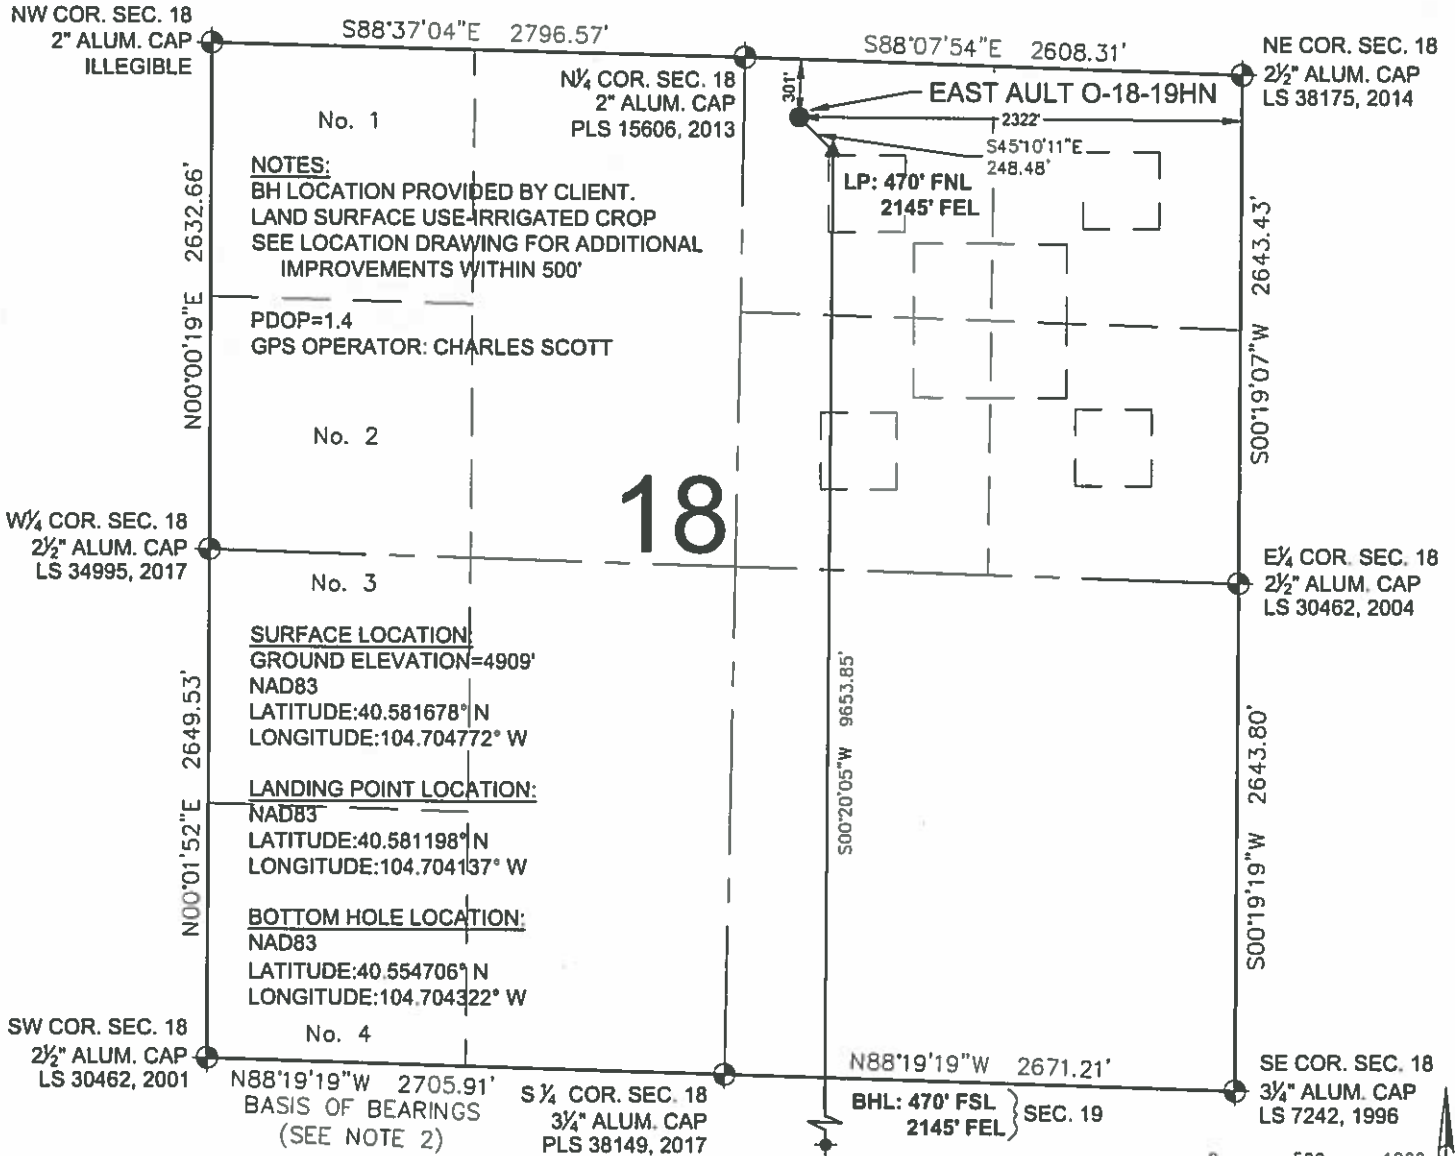 NW COR. SEC. 18
2" ALUM. CAP
ILLEGIBLE
S88°37'04"E 2796.57'
N¼ COR. SEC. 18
2" ALUM. CAP
PLS 15606, 2013
S88°07'54"E 2608.31'
NE COR. SEC. 18
2½" ALUM. CAP
LS 38175, 2014
301'
EAST AULT O-18-19HN
2322'
S45°10'11"E
248.48'
LP: 470' FNL
2145' FEL
No. 1
NOTES:
BH LOCATION PROVIDED BY CLIENT.
LAND SURFACE USE-IRRIGATED CROP
SEE LOCATION DRAWING FOR ADDITIONAL
IMPROVEMENTS WITHIN 500'
PDOP=1.4
GPS OPERATOR: CHARLES SCOTT
N00°00'19"E 2632.66'
S00°19'07"W 2643.43'
No. 2
18
W¼ COR. SEC. 18
2½" ALUM. CAP
LS 34995, 2017
E¼ COR. SEC. 18
2½" ALUM. CAP
LS 30462, 2004
No. 3
SURFACE LOCATION
GROUND ELEVATION=4909'
NAD83
LATITUDE:40.581678° N
LONGITUDE:104.704772° W
LANDING POINT LOCATION:
NAD83
LATITUDE:40.581198° N
LONGITUDE:104.704137° W
BOTTOM HOLE LOCATION:
NAD83
LATITUDE:40.554706° N
LONGITUDE:104.704322° W
N00°01'52"E 2649.53'
S00°20'05"W 9653.85'
S00°19'19"W 2643.80'
No. 4
SW COR. SEC. 18
2½" ALUM. CAP
LS 30462, 2001
N88°19'19"W 2705.91'
BASIS OF BEARINGS
(SEE NOTE 2)
S ¼ COR. SEC. 18
3¼" ALUM. CAP
PLS 38149, 2017
N88°19'19"W 2671.21'
BHL: 470' FSL
2145' FEL
SEC. 19
SE COR. SEC. 18
3¼" ALUM. CAP
LS 7242, 1996